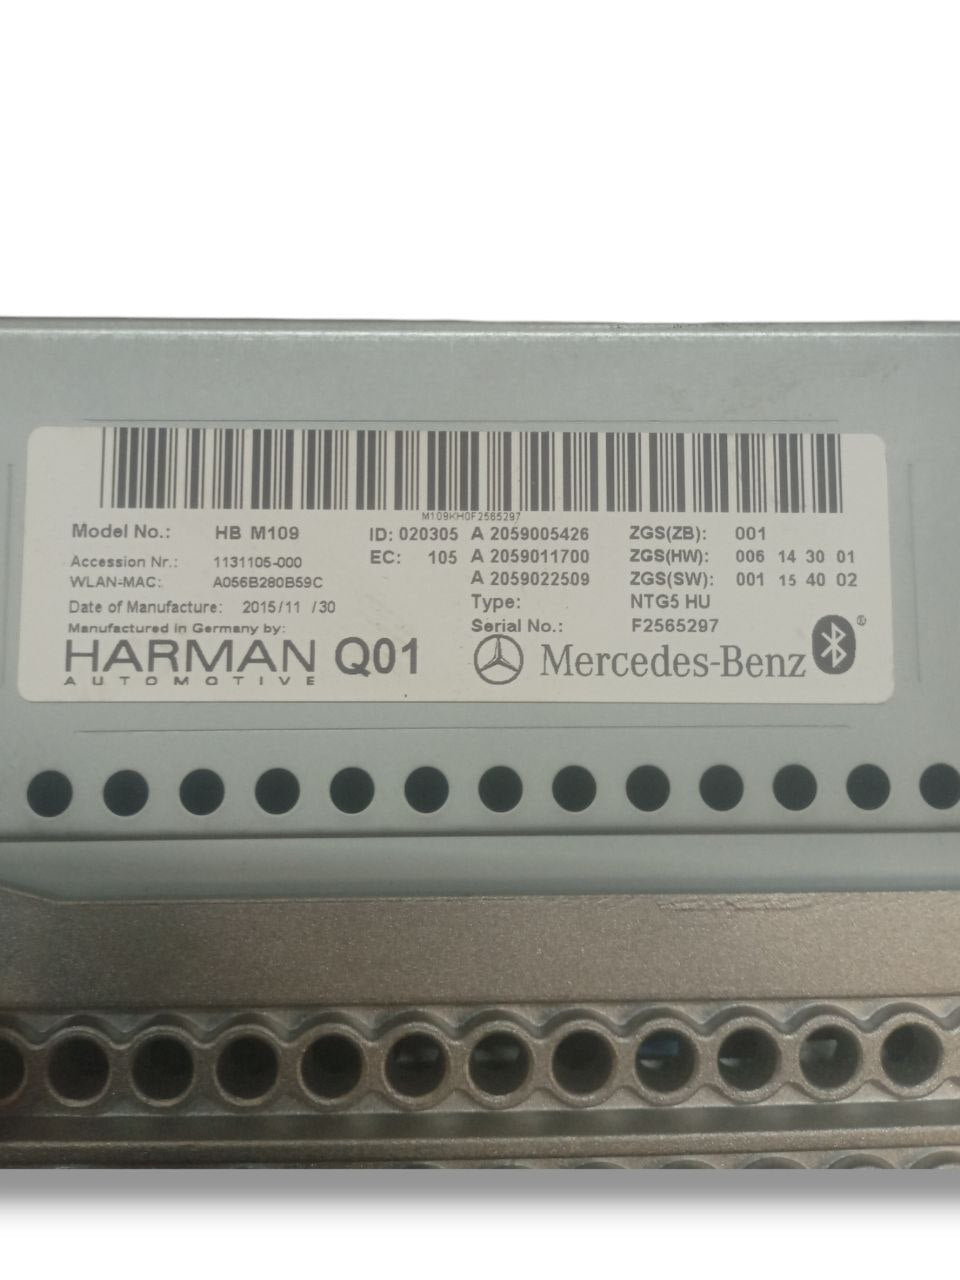 M109KH0F2565297
Model No.: HB M109 ID: 020305 A 2059005426 ZGS(ZB): 001
Accession Nr.: 1131105-000 EC: 105 A 2059011700 ZGS(HW): 006 14 30 01
WLAN-MAC: A056B280B59C A 2059022509 ZGS(SW): 001 15 40 02
Date of Manufacture: 2015/11 /30 Type: NTG5 HU
Manufactured in Germany by: Serial No.: F2565297
HARMAN Q01 Mercedes-Benz ®
AUTOMOTIVE